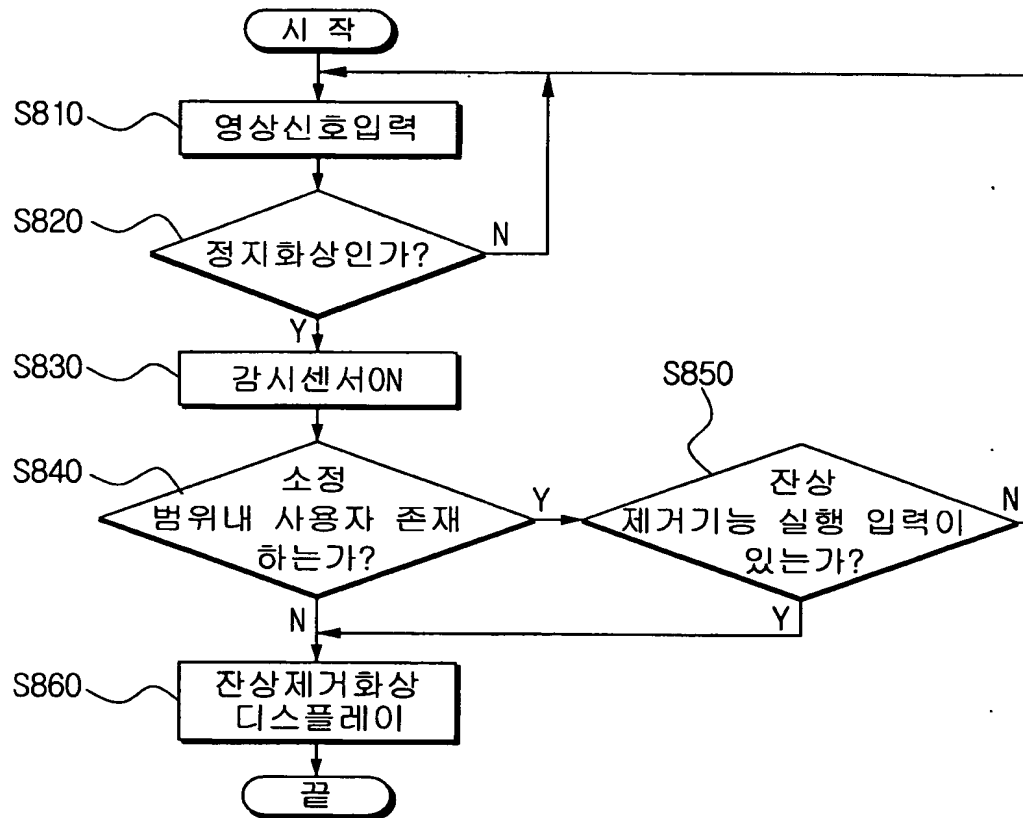 시 작
S810
영상신호입력
S820
정지화상인가?
N
Y
S830
감시센서ON
S850
S840
소정
범위내 사용자 존재
하는가?
Y
잔상
제거기능 실행 입력이
있는가?
N
N
Y
S860
잔상제거화상
디스플레이
끝